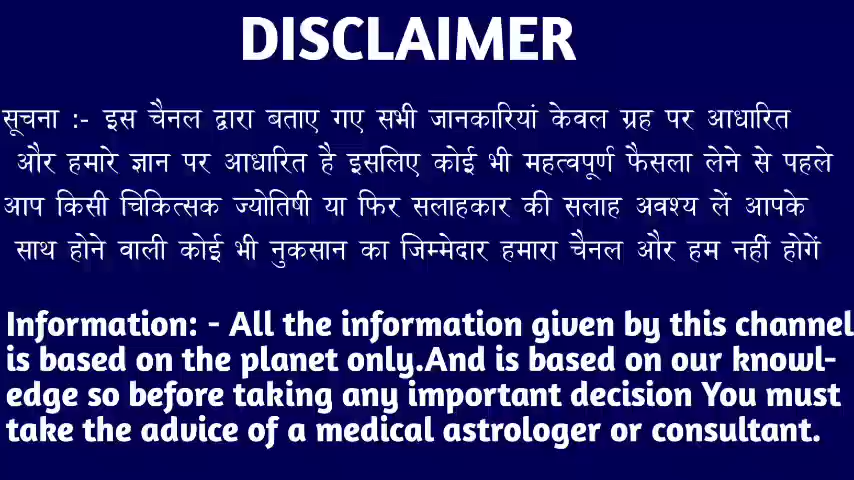 DISCLAIMER
सूचना :- इस चैनल द्वारा बताए गए सभी जानकारियां केवल ग्रह पर आधारित
और हमारे ज्ञान पर आधारित है इसलिए कोई भी महत्वपूर्ण फैसला लेने से पहले
आप किसी चिकित्सक ज्योतिषी या फिर सलाहकार की सलाह अवश्य लें आपके
साथ होने वाली कोई भी नुकसान का जिम्मेदार हमारा चैनल और हम नहीं होगें
Information: - All the information given by this channel
is based on the planet only.And is based on our knowl-
edge so before taking any important decision You must
take the advice of a medical astrologer or consultant.